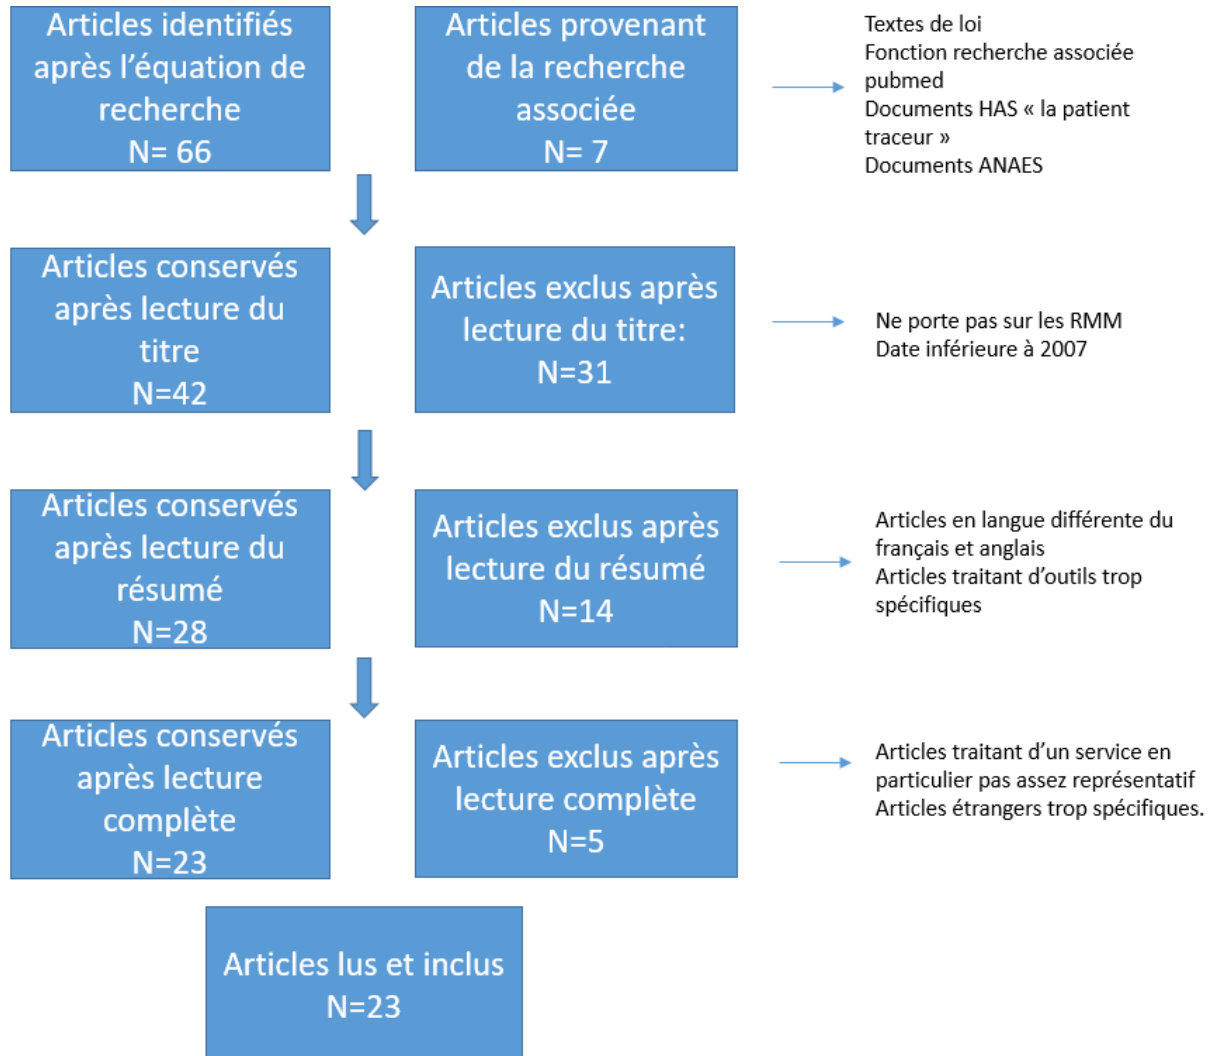 Articles identifiés
après l’équation de
recherche
N= 66
Articles provenant
de la recherche
associée
N= 7
Textes de loi
Fonction recherche associée
pubmed
Documents HAS « la patient
traceur »
Documents ANAES
Articles conservés
après lecture du
titre
N=42
Articles exclus après
lecture du titre:
N=31
Ne porte pas sur les RMM
Date inférieure à 2007
Articles conservés
après lecture du
résumé
N=28
Articles exclus après
lecture du résumé
N=14
Articles en langue différente du
français et anglais
Articles traitant d’outils trop
spécifiques
Articles conservés
après lecture
complète
N=23
Articles exclus après
lecture complète
N=5
Articles traitant d’un service en
particulier pas assez représentatif
Articles étrangers trop spécifiques.
Articles lus et inclus
N=23